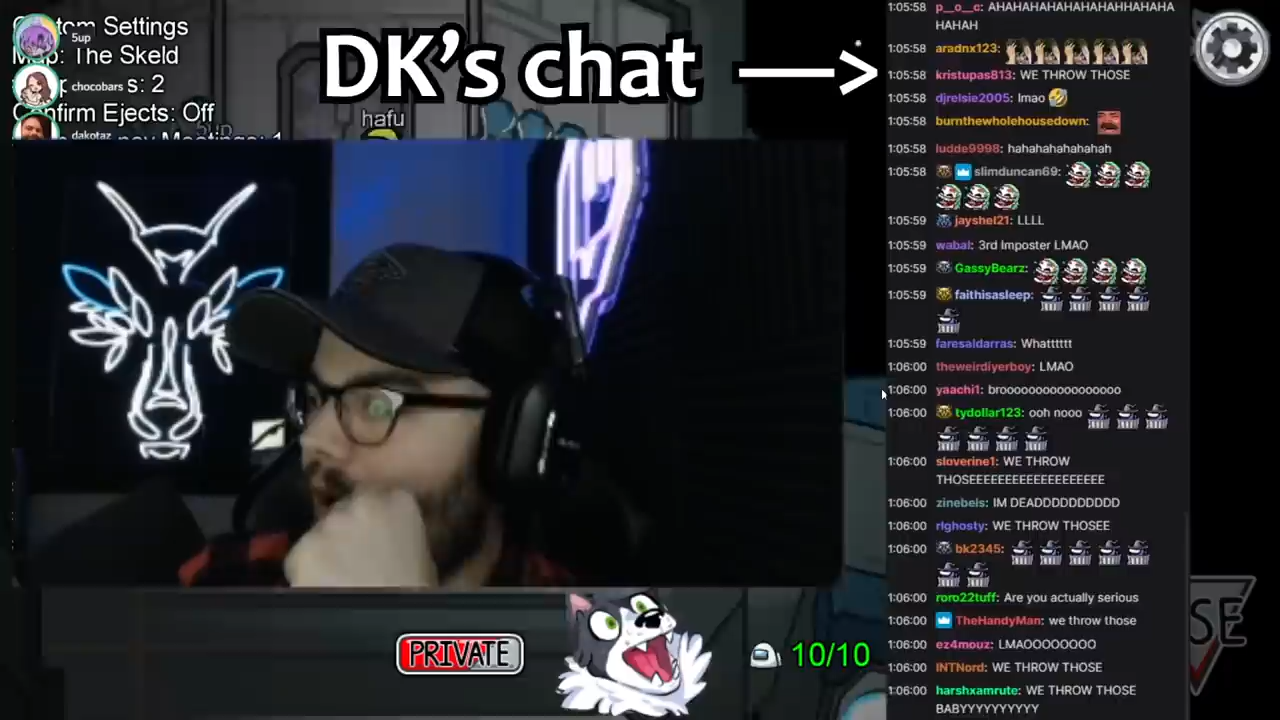 tom Settings
5up
Map: The Skeld
chocobars s: 2
Confirm Ejects: Off
dakotaz
DK's chat
hafu
PRIVATE
10/10
1:05:58 p__o__c: AHAHAHAHAHAHAHAHHAHAHA
HAHAH
1:05:58 aradnx123:
1:05:58 kristupas813: WE THROW THOSE
1:05:58 djrelsie2005: lmao
1:05:58 burnthewholehousedown:
1:05:58 ludde9998: hahahahahahahah
1:05:58 slimduncan69:
1:05:59 jayshel21: LLLL
1:05:59 wabal: 3rd Imposter LMAO
1:05:59 GassyBearz:
1:05:59 faithisasleep:
1:05:59 faresaldarras: Whatttttt
1:06:00 theweirdiyerboy: LMAO
1:06:00 yaachi1: brooooooooooooooooo
1:06:00 tydollar123: ooh nooo
1:06:00 sloverine1: WE THROW
THOSEEEEEEEEEEEEEEEEEEE
1:06:00 zinebeis: IM DEADDDDDDDDDD
1:06:00 rlghosty: WE THROW THOSEE
1:06:00 bk2345:
1:06:00 roro22tuff: Are you actually serious
1:06:00 TheHandyMan: we throw those
1:06:00 ez4mouz: LMAOOOOOOOO
1:06:00 INTNord: WE THROW THOSE
1:06:00 harshxamrute: WE THROW THOSE
BABYYYYYYYYYY